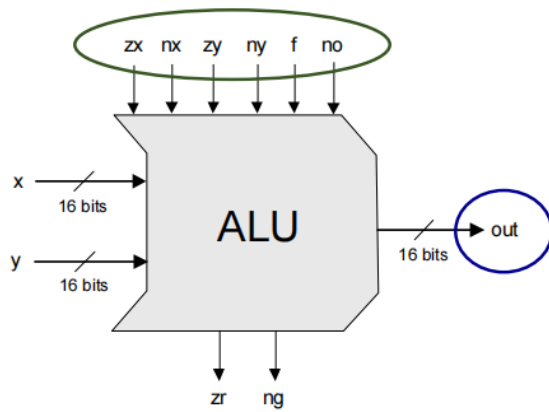 zx nx zy ny f no
x
16 bits
ALU
out
16 bits
y
16 bits
zr ng